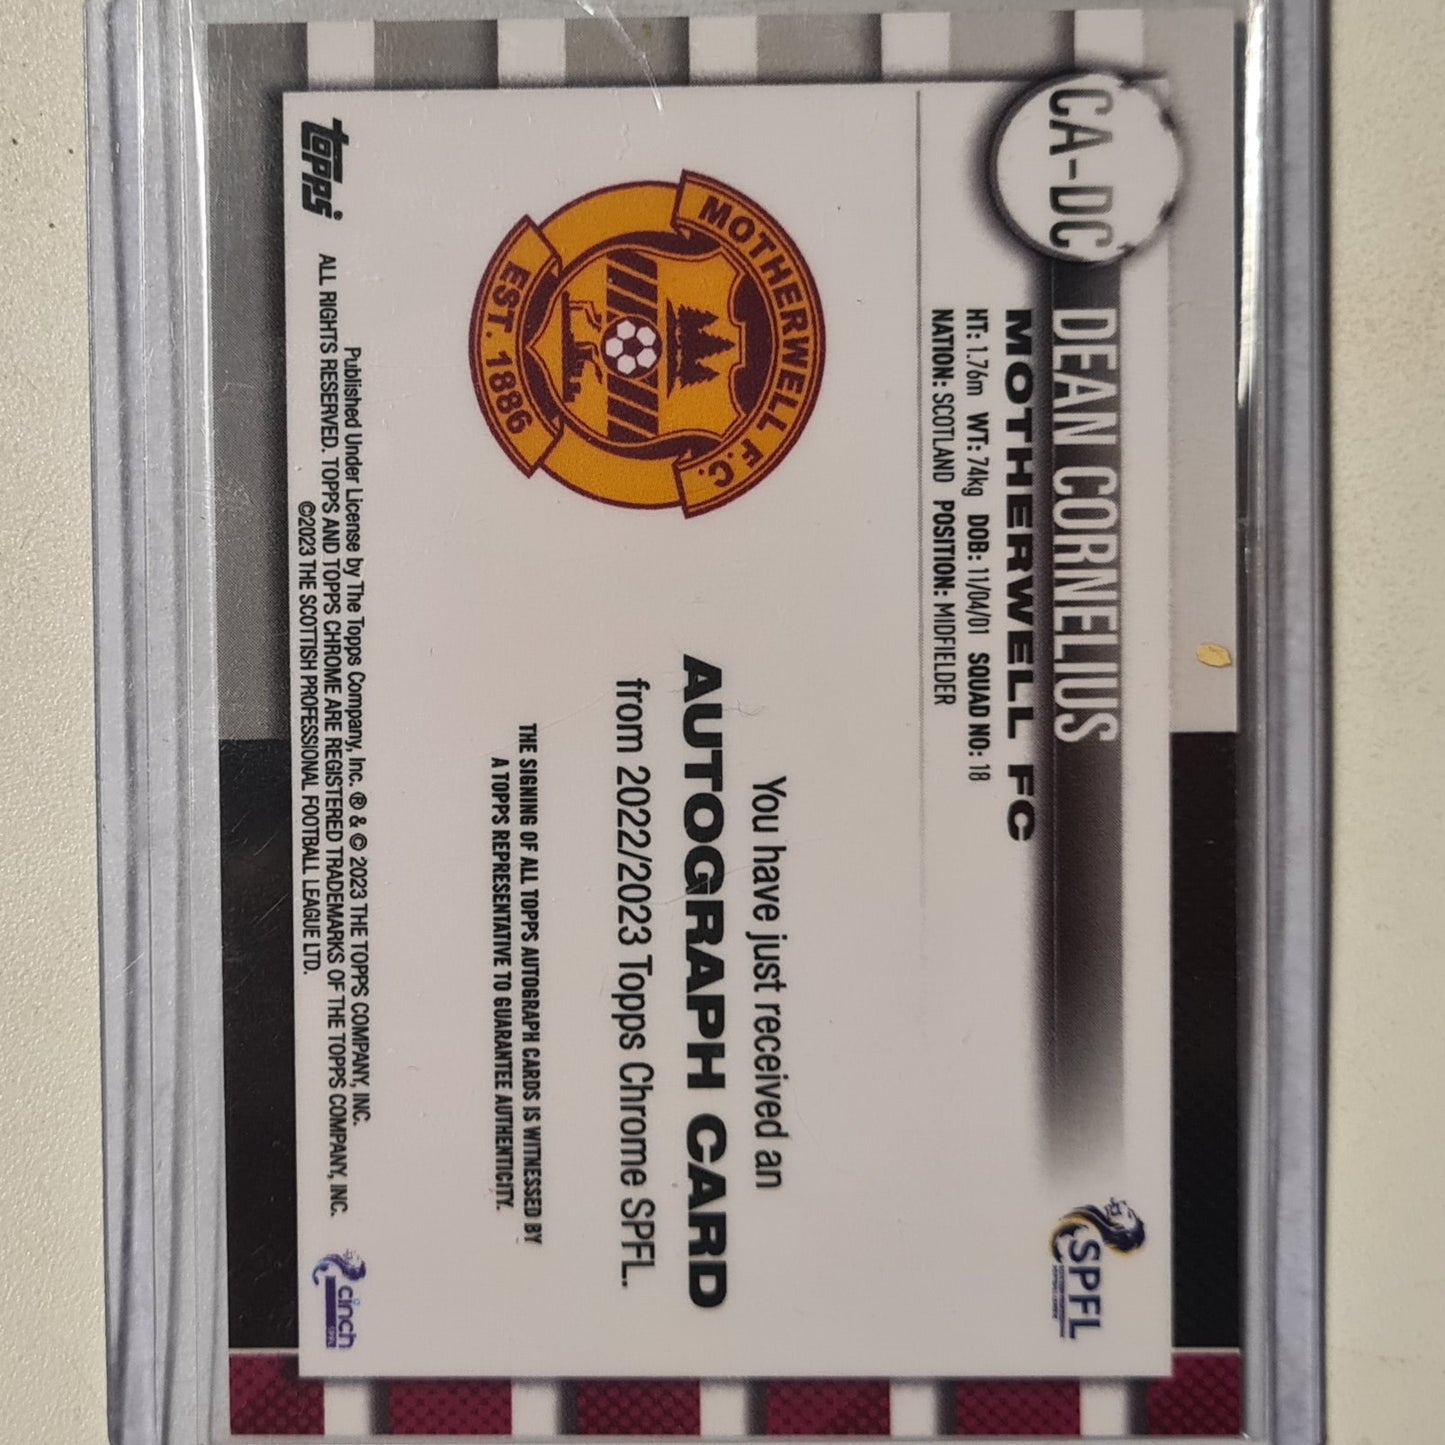 CA-DC
DEAN CORNELIUS
MOTHERWELL FC
HT: 1.76m WT: 74kg DOB: 11/04/01 SQUAD NO: 18
NATION: SCOTLAND POSITION: MIDFIELDER
SPFL
MOTHERWELL F.C.
EST. 1886
You have just received an
AUTOGRAPH CARD
from 2022/2023 Topps Chrome SPFL.
THE SIGNING OF ALL TOPPS AUTOGRAPH CARDS IS WITNESSED BY
A TOPPS REPRESENTATIVE TO GUARANTEE AUTHENTICITY.
topps®
Published Under License by The Topps Company, Inc. ® & © 2023 THE TOPPS COMPANY, INC.
ALL RIGHTS RESERVED. TOPPS AND TOPPS CHROME ARE REGISTERED TRADEMARKS OF THE TOPPS COMPANY, INC.
©2023 THE SCOTTISH PROFESSIONAL FOOTBALL LEAGUE LTD.
cinch